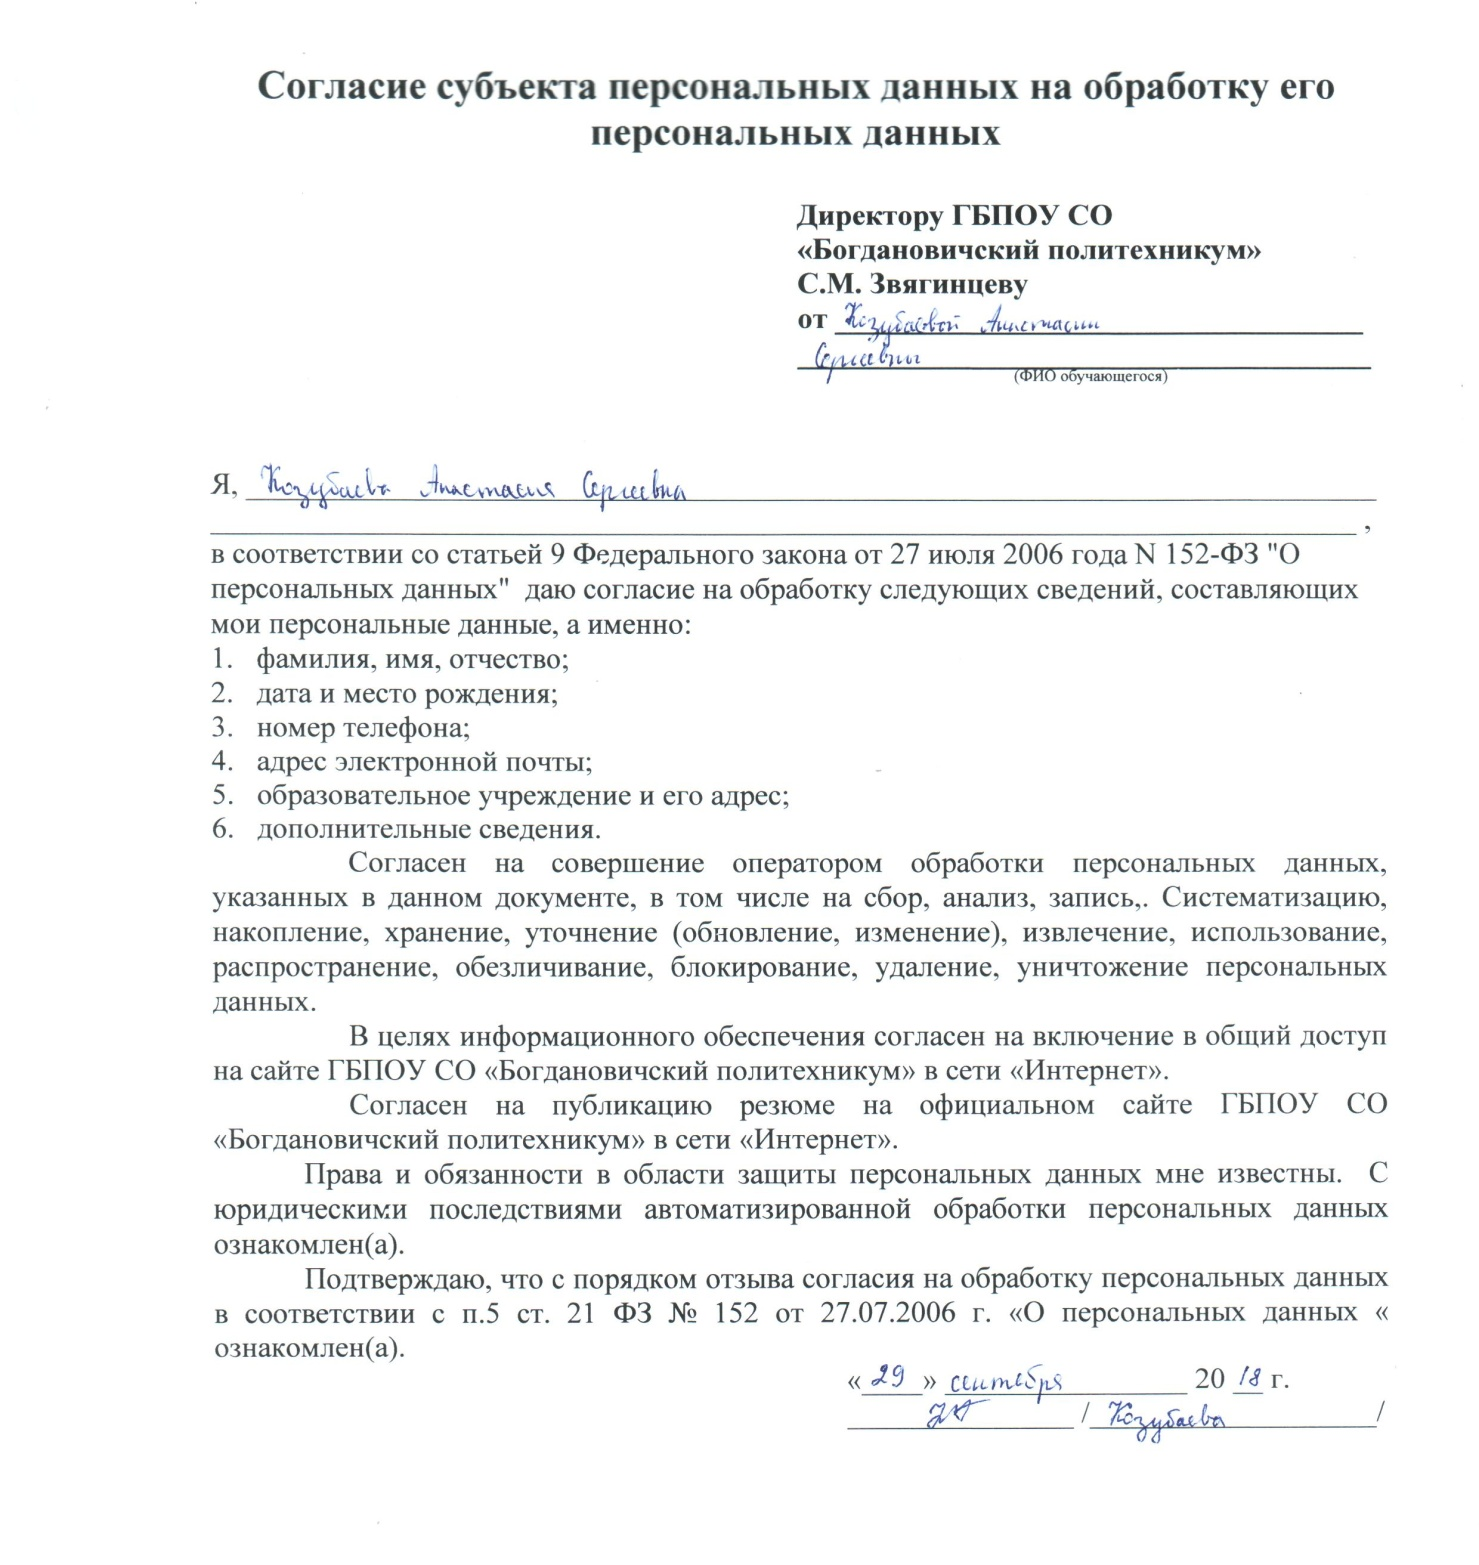 Согласие субъекта персональных данных на обработку его
персональных данных
Директору ГБПОУ СО
«Богдановичский политехникум»
С.М. Звягинцеву
от Козубаевой Анастасии
Сергеевны
(ФИО обучающегося)
Я, Козубаева Анастасия Сергеевна
,
в соответствии со статьей 9 Федерального закона от 27 июля 2006 года N 152-ФЗ "О
персональных данных" даю согласие на обработку следующих сведений, составляющих
мои персональные данные, а именно:
1. фамилия, имя, отчество;
2. дата и место рождения;
3. номер телефона;
4. адрес электронной почты;
5. образовательное учреждение и его адрес;
6. дополнительные сведения.
Согласен на совершение оператором обработки персональных данных,
указанных в данном документе, в том числе на сбор, анализ, запись,. Систематизацию,
накопление, хранение, уточнение (обновление, изменение), извлечение, использование,
распространение, обезличивание, блокирование, удаление, уничтожение персональных
данных.
В целях информационного обеспечения согласен на включение в общий доступ
на сайте ГБПОУ СО «Богдановичский политехникум» в сети «Интернет».
Согласен на публикацию резюме на официальном сайте ГБПОУ СО
«Богдановичский политехникум» в сети «Интернет».
Права и обязанности в области защиты персональных данных мне известны. С
юридическими последствиями автоматизированной обработки персональных данных
ознакомлен(а).
Подтверждаю, что с порядком отзыва согласия на обработку персональных данных
в соответствии с п.5 ст. 21 ФЗ № 152 от 27.07.2006 г. «О персональных данных «
ознакомлен(а).
«29» сентября 2018 г.
/ Козубаева /